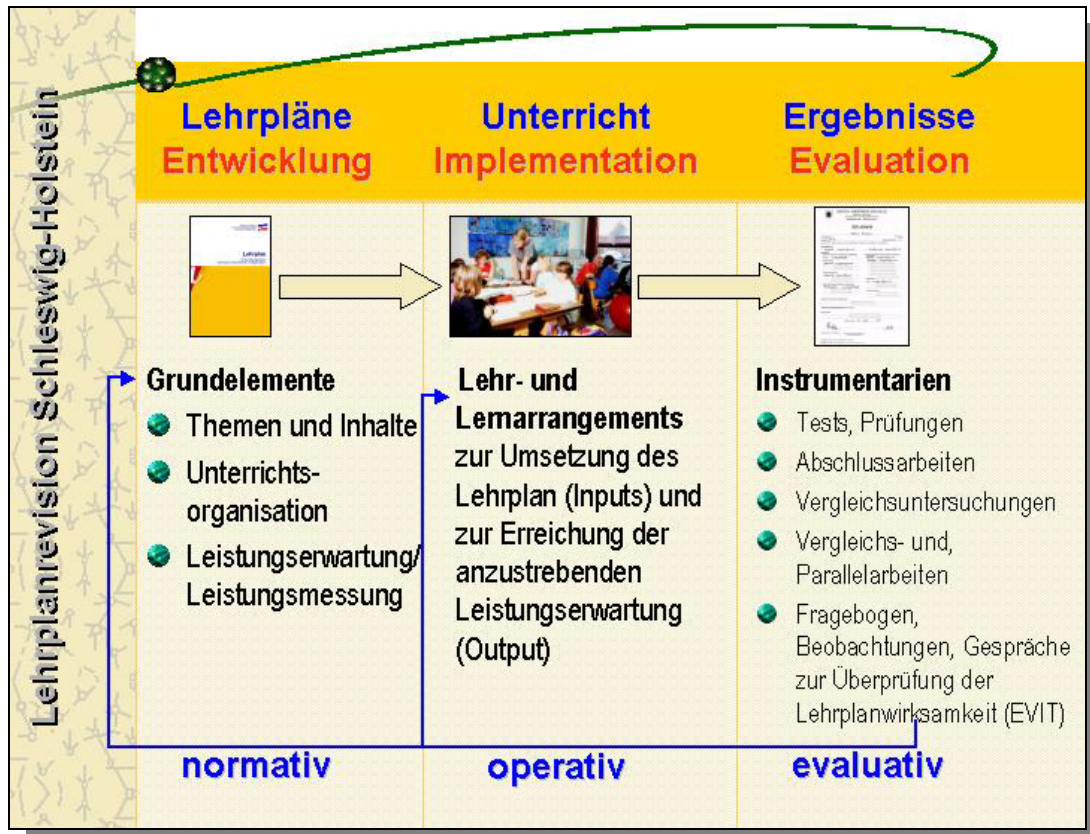 Lehrplanrevision Schleswig-Holstein
Lehrpläne
Entwicklung
Unterricht
Implementation
Ergebnisse
Evaluation
Lehrplan
Grundelemente
Themen und Inhalte
Unterrichts-
organisation
Leistungserwartung/
Leistungsmessung
normativ
Lehr- und
Lernarrangements
zur Umsetzung des
Lehrplan (Inputs) und
zur Erreichung der
anzustrebenden
Leistungserwartung
(Output)
operativ
Instrumentarien
Tests, Prüfungen
Abschlussarbeiten
Vergleichsuntersuchungen
Vergleichs- und,
Parallelarbeiten
Fragebogen,
Beobachtungen, Gespräche
zur Überprüfung der
Lehrplanwirksamkeit (EVIT)
evaluativ